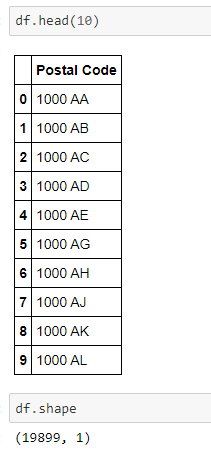 df.head(10)
Postal Code
0 1000 AA
1 1000 AB
2 1000 AC
3 1000 AD
4 1000 AE
5 1000 AG
6 1000 AH
7 1000 AJ
8 1000 AK
9 1000 AL
df.shape
(19899, 1)